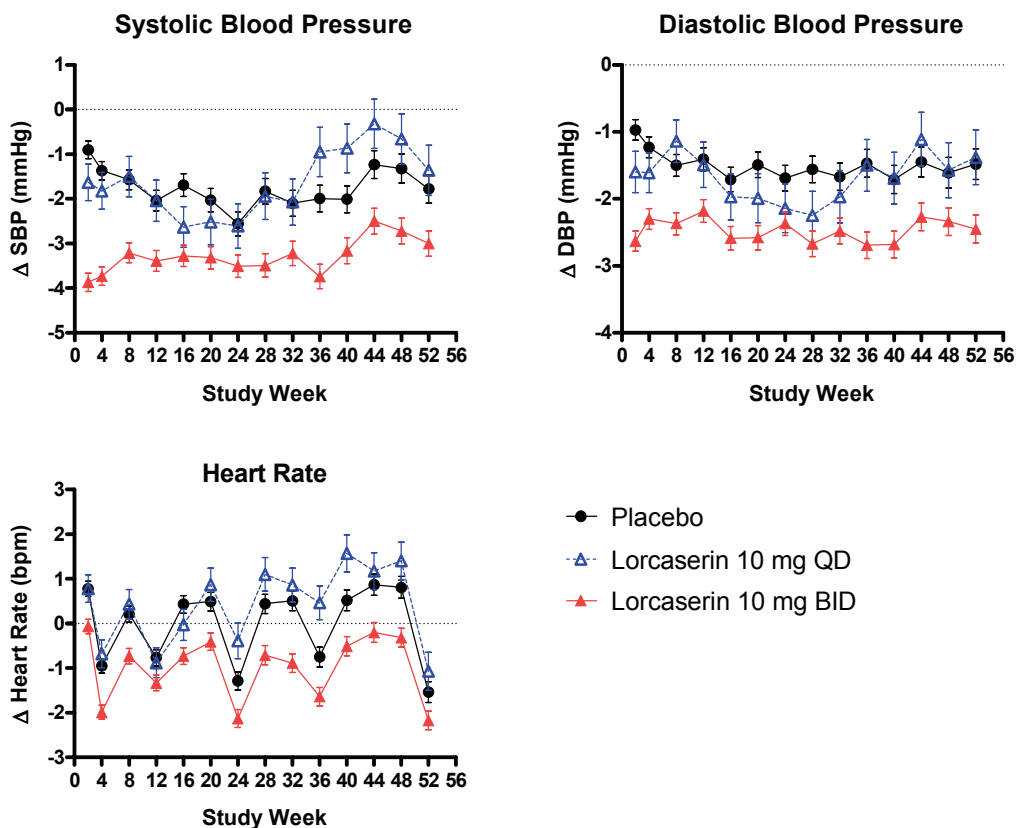 Systolic Blood Pressure
Δ SBP (mmHg)
1
0
-1
-2
-3
-4
-5
0 4 8 12 16 20 24 28 32 36 40 44 48 52 56
Study Week
Diastolic Blood Pressure
Δ DBP (mmHg)
0
-1
-2
-3
-4
0 4 8 12 16 20 24 28 32 36 40 44 48 52 56
Study Week
Heart Rate
Δ Heart Rate (bpm)
3
2
1
0
-1
-2
-3
0 4 8 12 16 20 24 28 32 36 40 44 48 52 56
Study Week
Placebo
Lorcaserin 10 mg QD
Lorcaserin 10 mg BID